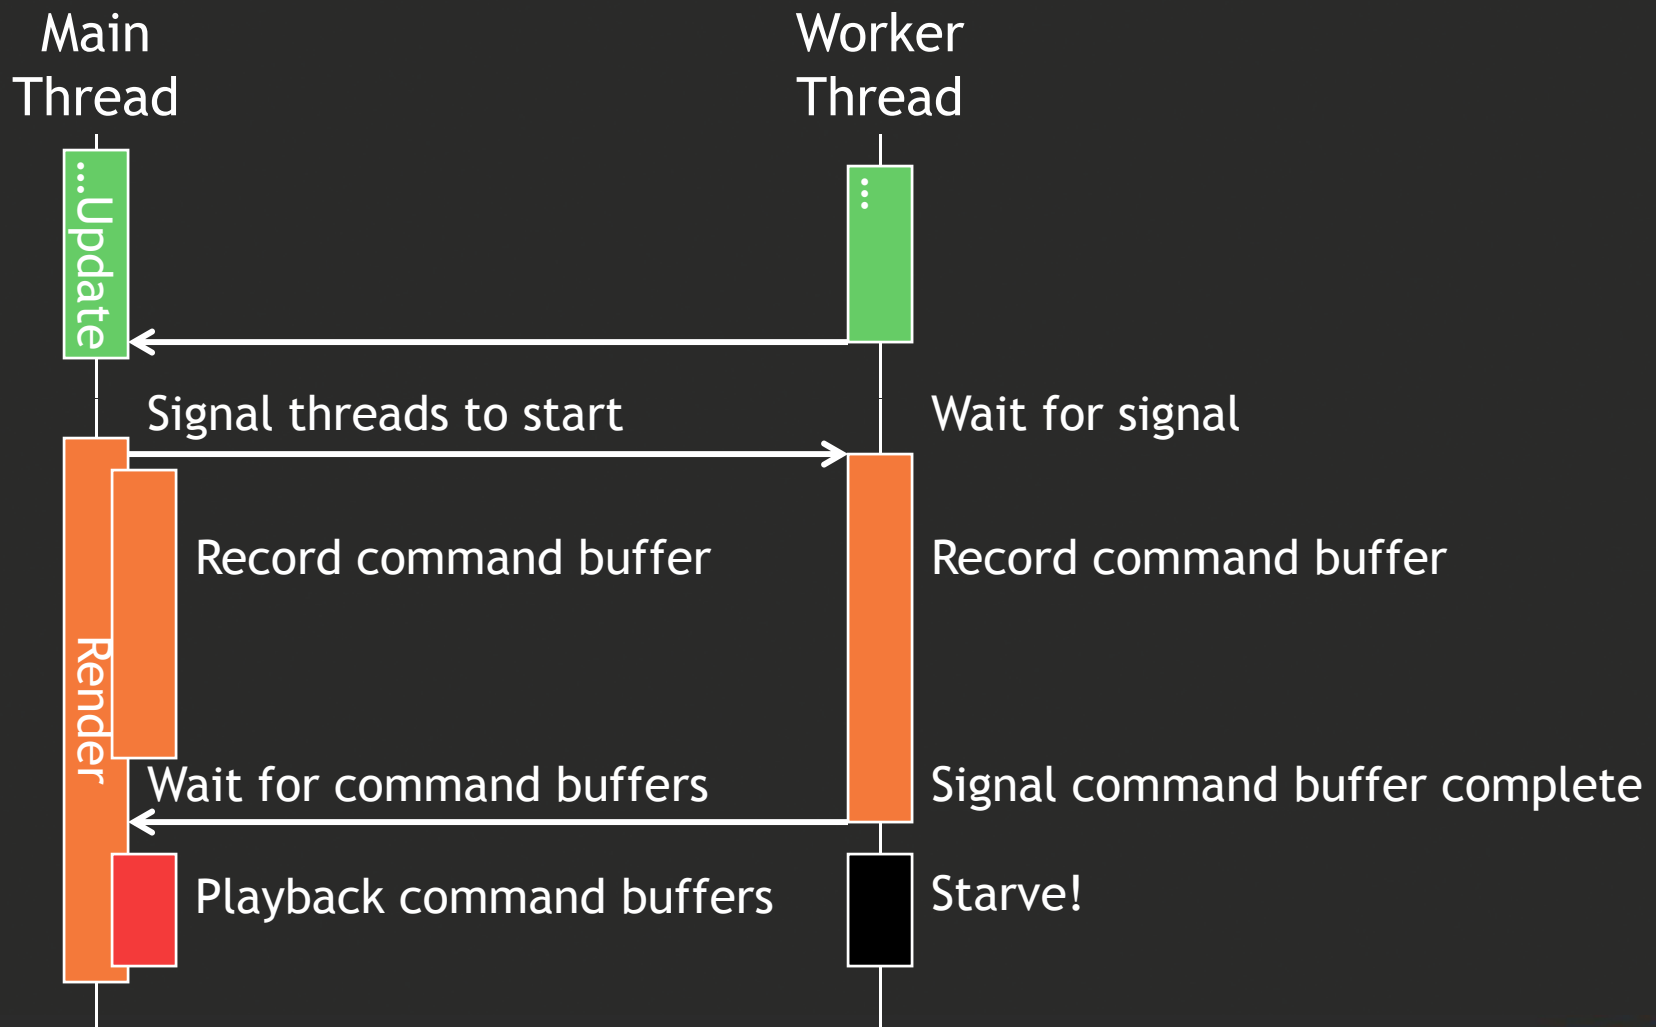 Main
Thread
Worker
Thread
...Update
...
Signal threads to start
Wait for signal
Render
Record command buffer
Record command buffer
Wait for command buffers
Signal command buffer complete
Playback command buffers
Starve!